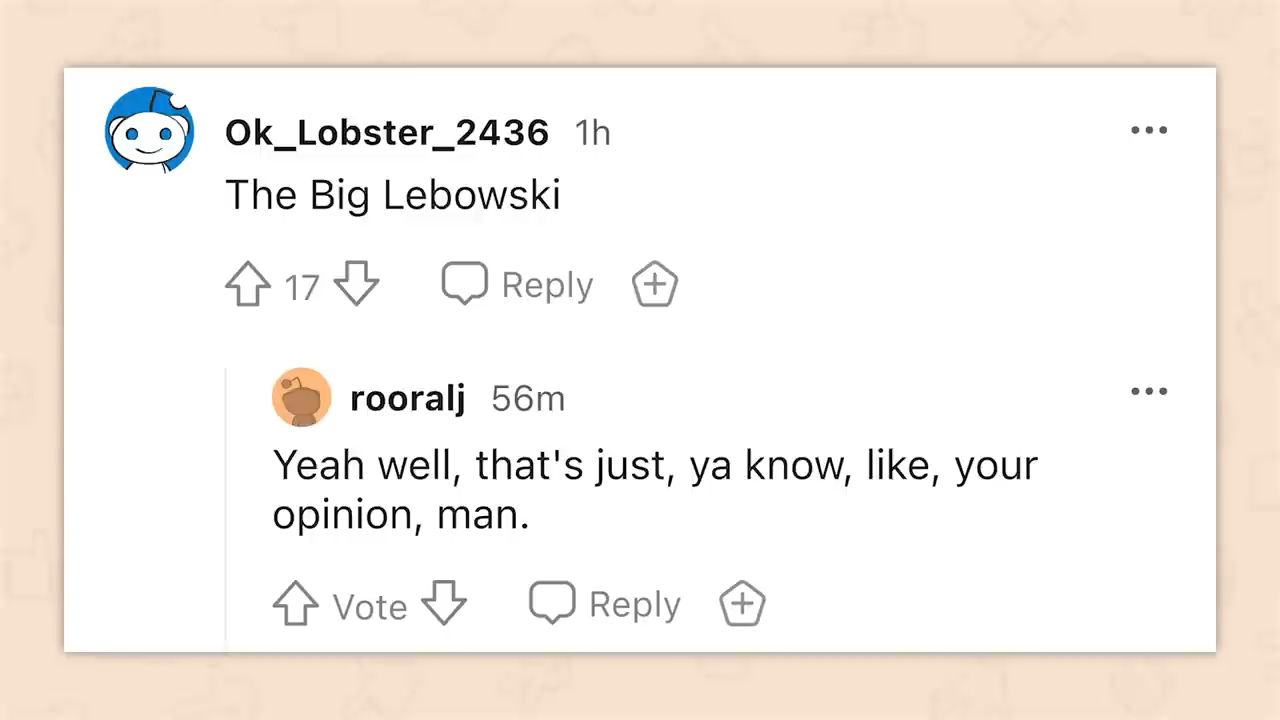 Ok_Lobster_2436 1h
The Big Lebowski
17 Reply
rooralj 56m
Yeah well, that's just, ya know, like, your
opinion, man.
Vote Reply